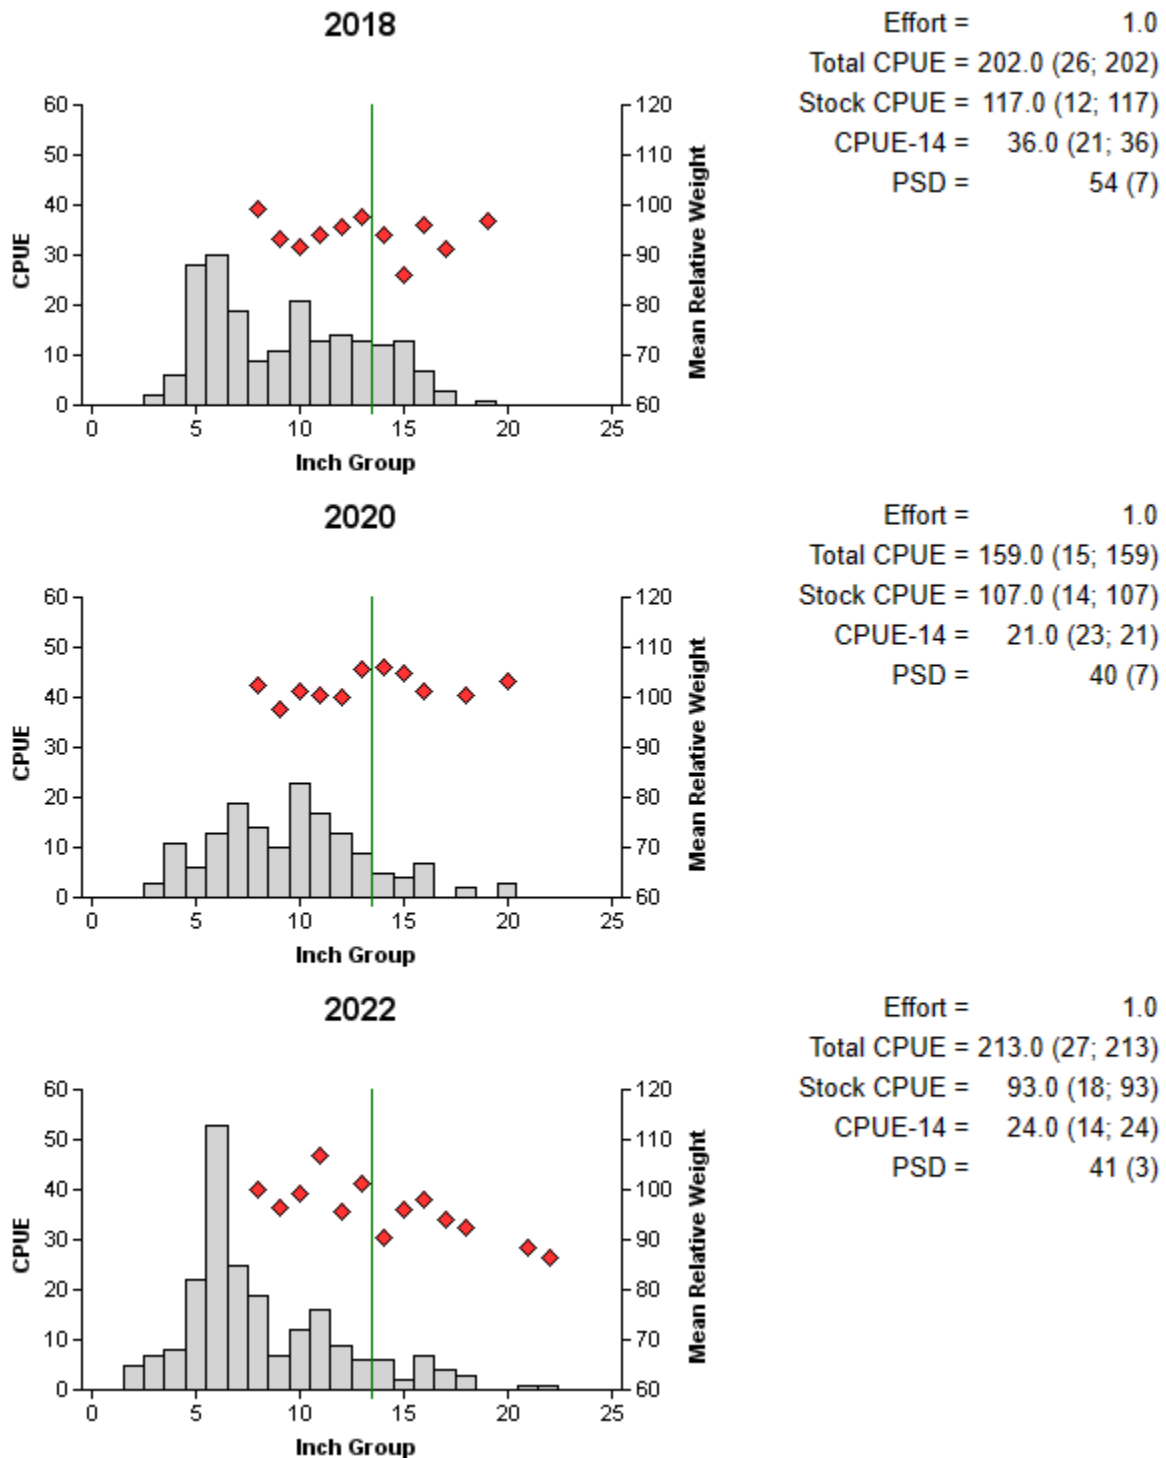 2018
Effort = 1.0
Total CPUE = 202.0 (26; 202)
Stock CPUE = 117.0 (12; 117)
CPUE-14 = 36.0 (21; 36)
PSD = 54 (7)
60 120
50 110
40 100
30 90
20 80
10 70
0 60
CPUE
Mean Relative Weight
0 5 10 15 20 25
Inch Group
2020
Effort = 1.0
Total CPUE = 159.0 (15; 159)
Stock CPUE = 107.0 (14; 107)
CPUE-14 = 21.0 (23; 21)
PSD = 40 (7)
60 120
50 110
40 100
30 90
20 80
10 70
0 60
CPUE
Mean Relative Weight
0 5 10 15 20 25
Inch Group
2022
Effort = 1.0
Total CPUE = 213.0 (27; 213)
Stock CPUE = 93.0 (18; 93)
CPUE-14 = 24.0 (14; 24)
PSD = 41 (3)
60 120
50 110
40 100
30 90
20 80
10 70
0 60
CPUE
Mean Relative Weight
0 5 10 15 20 25
Inch Group